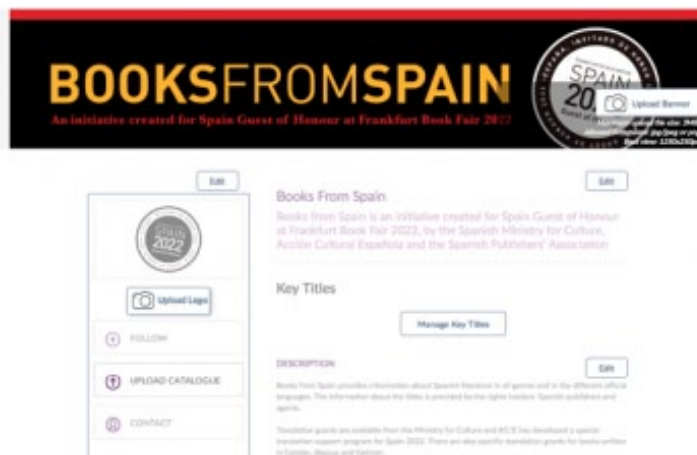 BOOKSFROMSPAIN
An initiative created for Spain Guest of Honour at Frankfurt Book Fair 2022
SPAIN
20
Upload Banner
Edit
Edit
SPAIN
2022
Upload Logo
FOLLOW
UPLOAD CATALOGUE
CONTACT
Books From Spain
Books from Spain is an initiative created for Spain Guest of Honour
at Frankfurt Book Fair 2022, by the Spanish Ministry for Culture,
Acción Cultural Española and the Spanish Publishers' Association
Key Titles
Manage Key Titles
DESCRIPTION
Edit
Books from Spain provides information about Spanish literature in all genres and in the different official
languages. The information about the titles is provided by the rights holders: Spanish publishers and
agents.
Translation grants are available from the Ministry for Culture and AC/E has developed a special
translation support program for Spain 2022. There are also specific translation grants for books written
in Catalan, Basque and Galician.